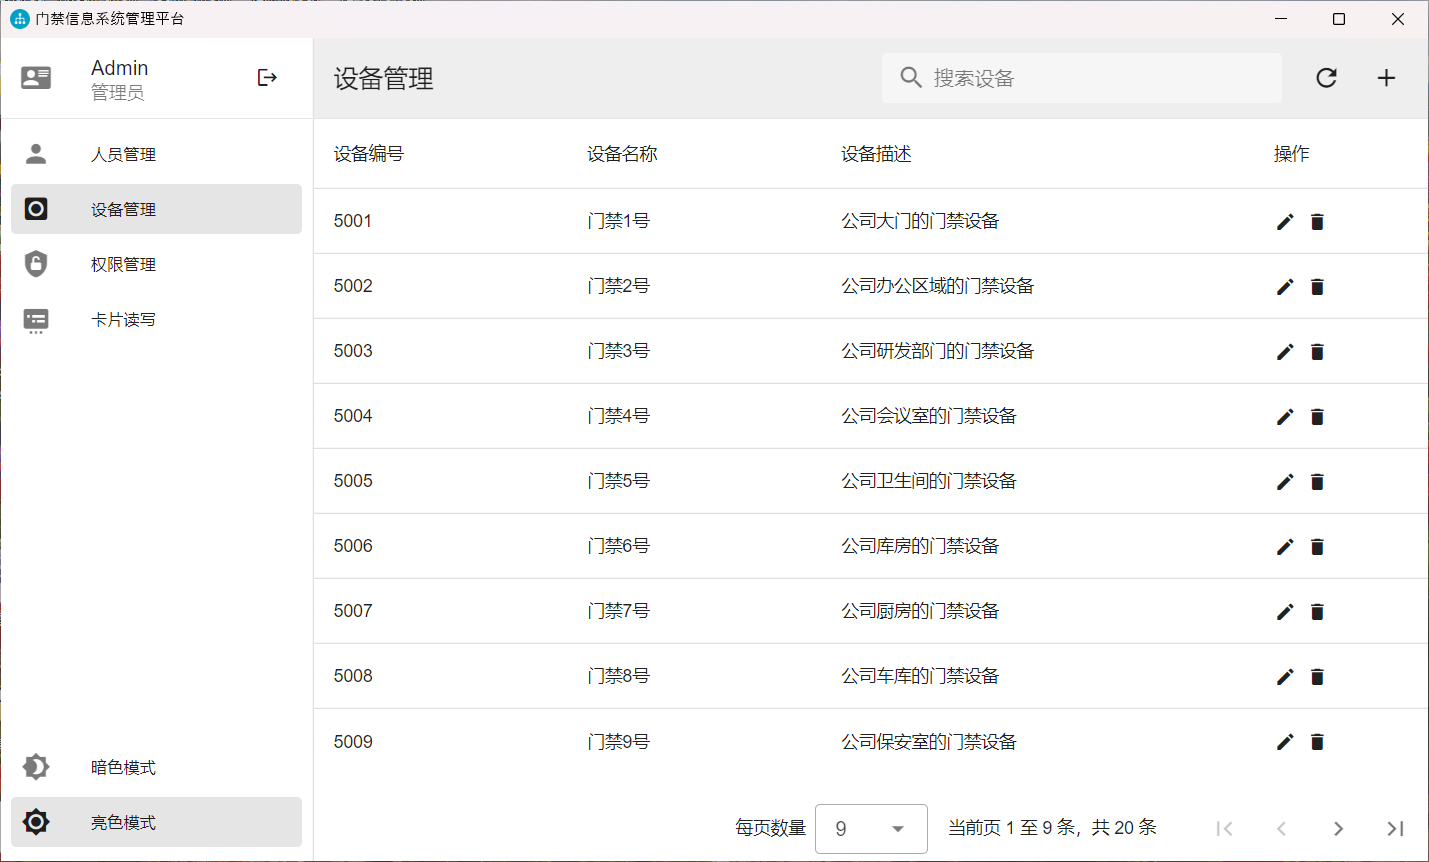 门禁信息系统管理平台
Admin
管理员
设备管理
搜索设备
人员管理
设备管理
权限管理
卡片读写
设备编号 设备名称 设备描述 操作
5001 门禁1号 公司大门的门禁设备
5002 门禁2号 公司办公区域的门禁设备
5003 门禁3号 公司研发部门的门禁设备
5004 门禁4号 公司会议室的门禁设备
5005 门禁5号 公司卫生间的门禁设备
5006 门禁6号 公司库房的门禁设备
5007 门禁7号 公司厨房的门禁设备
5008 门禁8号 公司车库的门禁设备
5009 门禁9号 公司保安室的门禁设备
暗色模式
亮色模式
每页数量 9 当前页 1 至 9 条，共 20 条